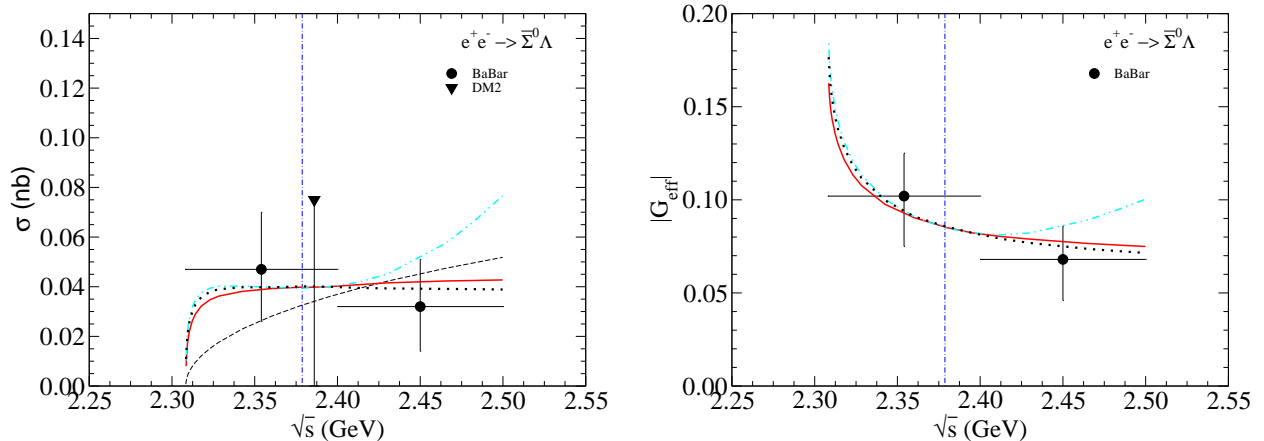 e⁺e⁻ -> Σ̅⁰Λ
BaBar
DM2
σ (nb)
0.14
0.12
0.10
0.08
0.06
0.04
0.02
0.00
2.25 2.30 2.35 2.40 2.45 2.50 2.55
√s (GeV)
e⁺e⁻ -> Σ̅⁰Λ
BaBar
|G_eff|
0.20
0.15
0.10
0.05
0.00
2.25 2.30 2.35 2.40 2.45 2.50 2.55
√s (GeV)